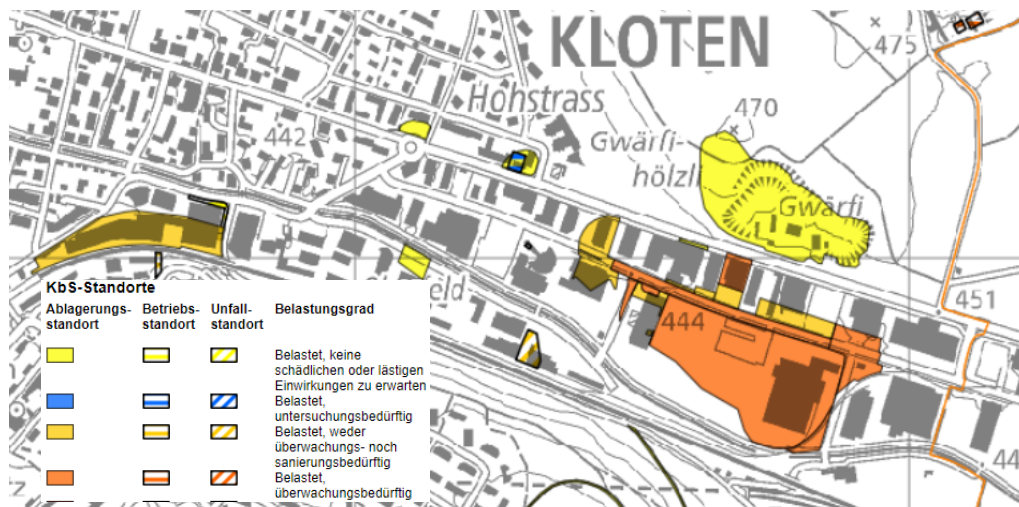 KLOTEN
475
Hohstrass
470
442
Gwärfi-
hölzli
Gwärfi
451
444
44
KbS-Standorte
Ablagerungs- Betriebs- Unfall- Belastungsgrad
standort standort standort
Belastet, keine
schädlichen oder lästigen
Einwirkungen zu erwarten
Belastet,
untersuchungsbedürftig
Belastet, weder
überwachungs- noch
sanierungsbedürftig
Belastet,
überwachungsbedürftig
z